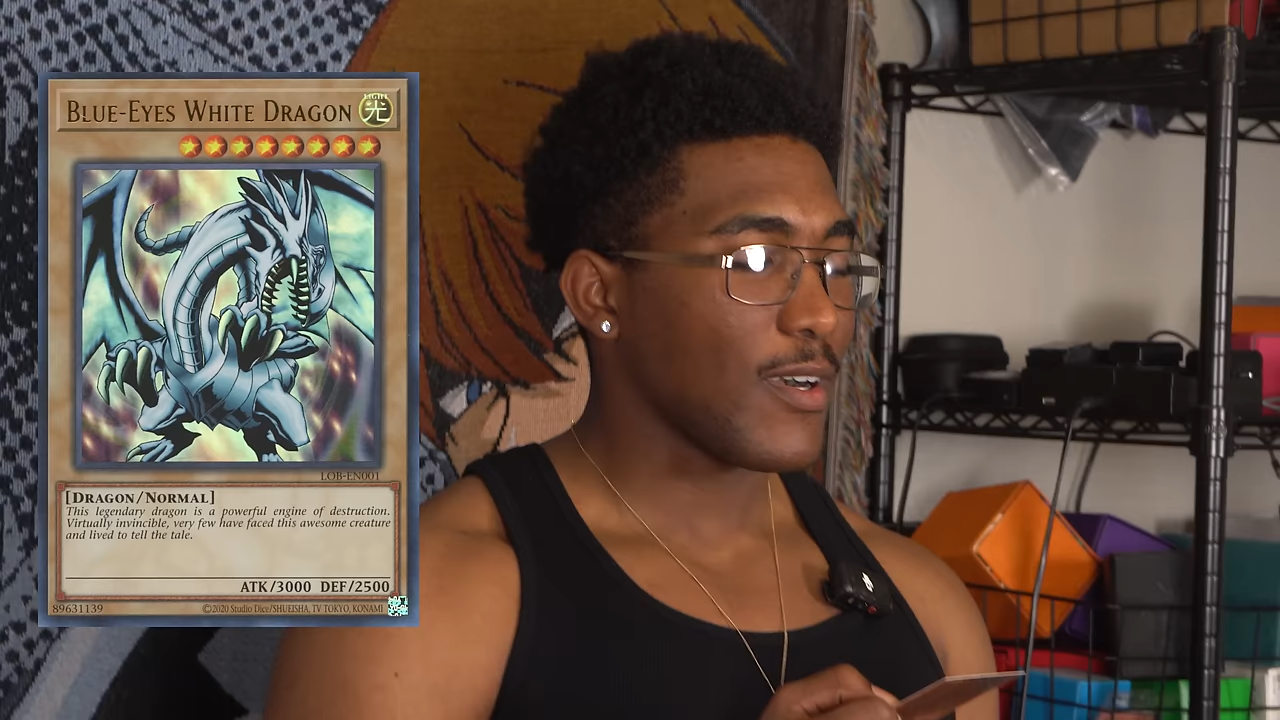 BLUE-EYES WHITE DRAGON
LIGHT
光
LOB-EN001
[DRAGON/NORMAL]
This legendary dragon is a powerful engine of destruction.
Virtually invincible, very few have faced this awesome creature
and lived to tell the tale.
ATK/3000 DEF/2500
89631139
©2020 Studio Dice/SHUEISHA, TV TOKYO, KONAMI